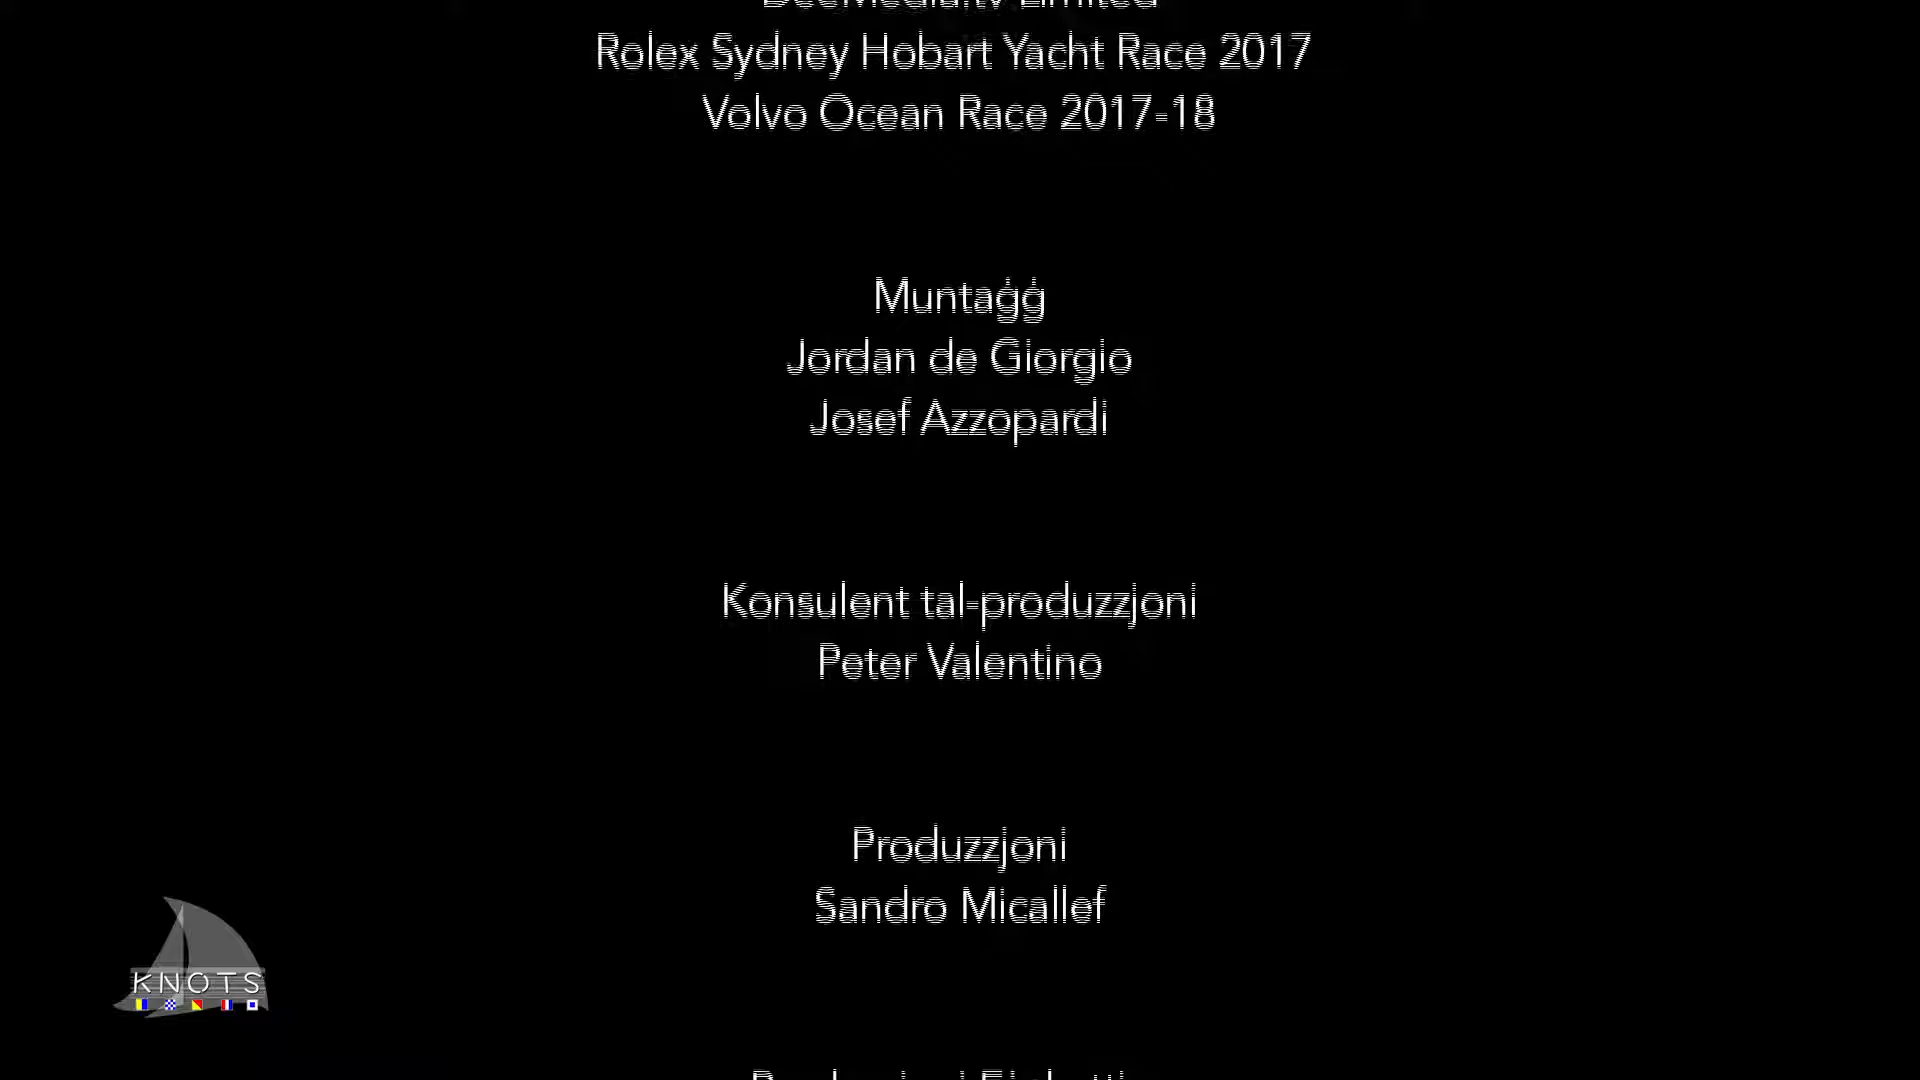 Rolex Sydney Hobart Yacht Race 2017
Volvo Ocean Race 2017-18
Muntaġġ
Jordan de Giorgio
Josef Azzopardi
Konsulent tal-produzzjoni
Peter Valentino
Produzzjoni
Sandro Micallef
KNOTS